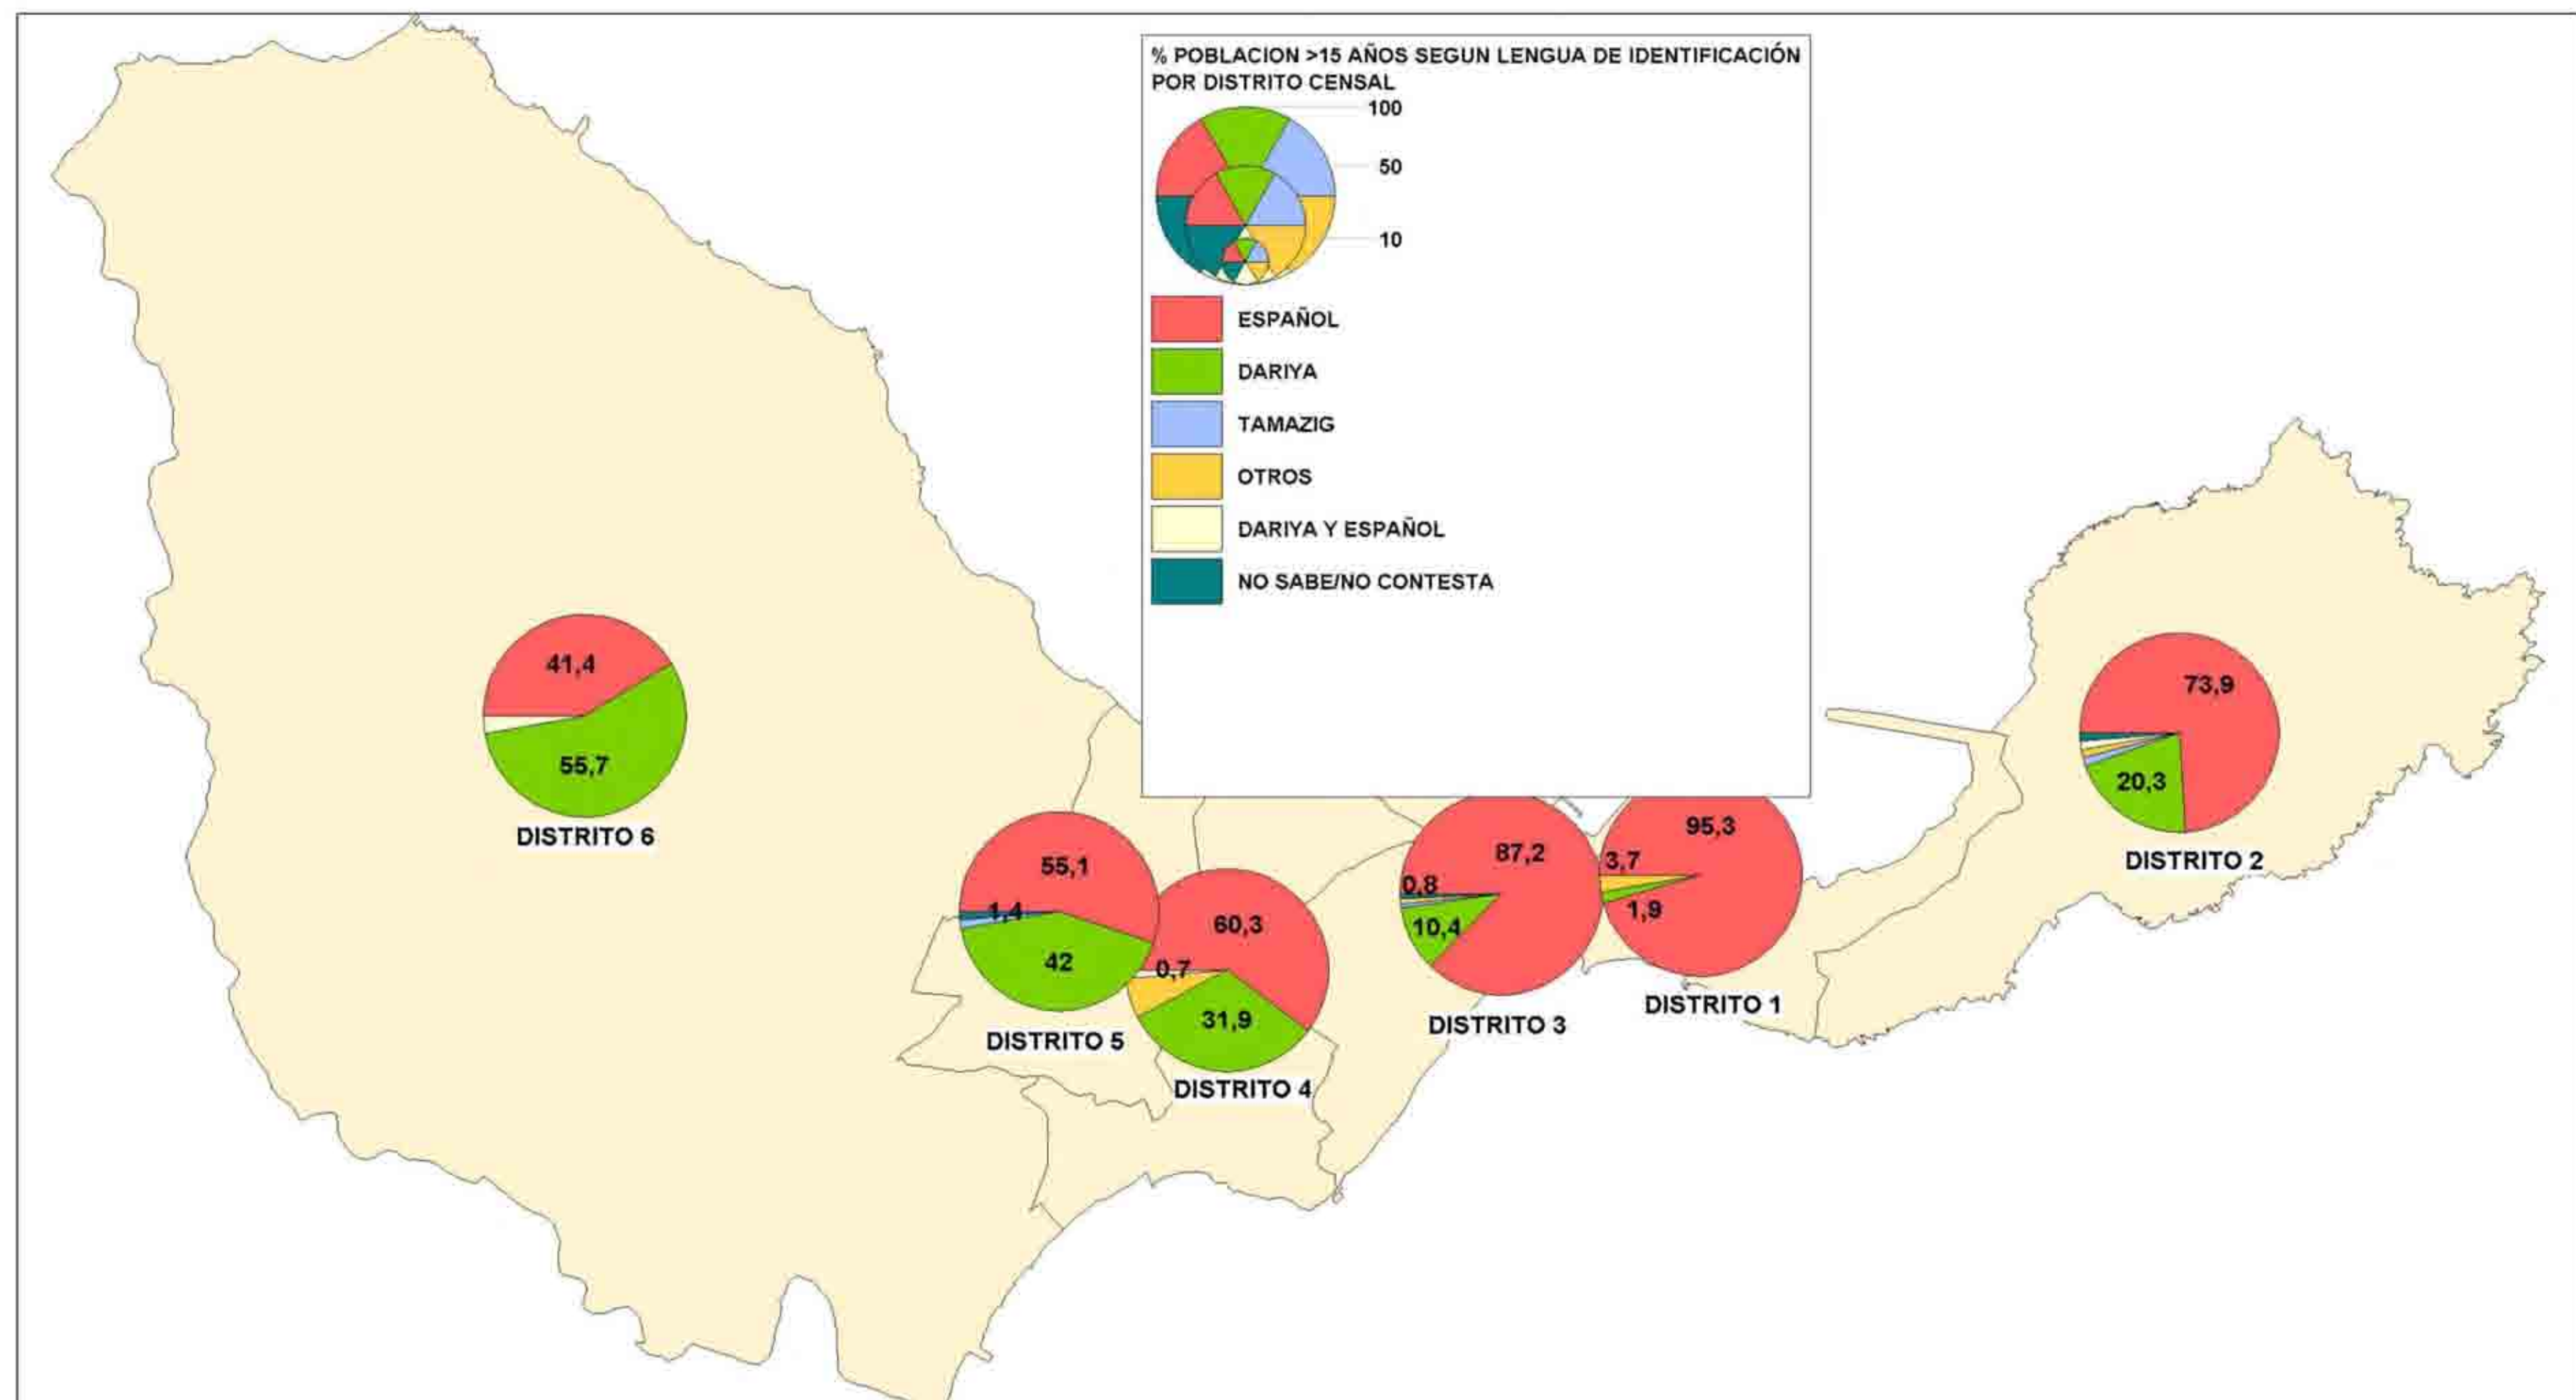 % POBLACION >15 AÑOS SEGUN LENGUA DE IDENTIFICACIÓN
POR DISTRITO CENSAL
100
50
10
ESPAÑOL
DARIYA
TAMAZIG
OTROS
DARIYA Y ESPAÑOL
NO SABE/NO CONTESTA
41,4
55,7
DISTRITO 6
55,1
1,4
42
DISTRITO 5
60,3
0,7
31,9
DISTRITO 4
87,2
0,8
10,4
DISTRITO 3
95,3
3,7
1,9
DISTRITO 1
73,9
20,3
DISTRITO 2